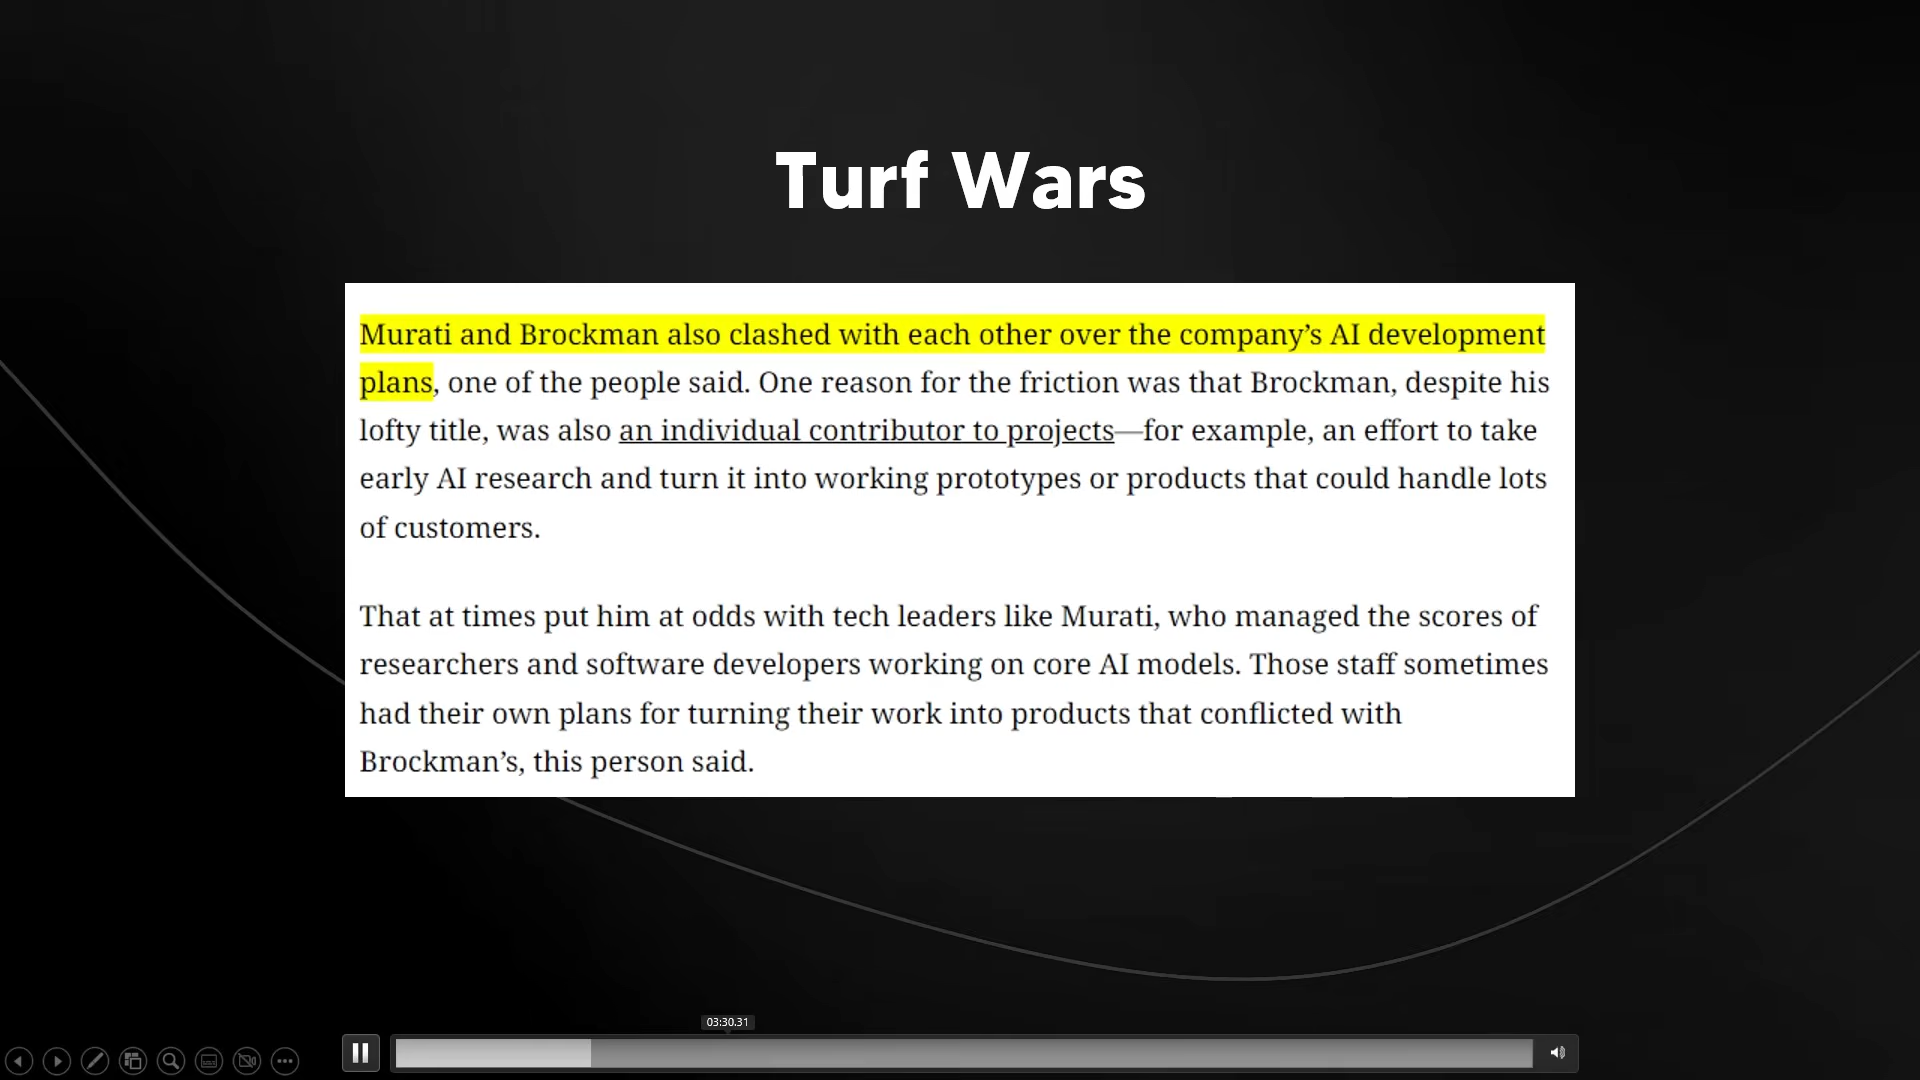 Turf Wars
Murati and Brockman also clashed with each other over the company’s AI development
plans, one of the people said. One reason for the friction was that Brockman, despite his
lofty title, was also an individual contributor to projects—for example, an effort to take
early AI research and turn it into working prototypes or products that could handle lots
of customers.
That at times put him at odds with tech leaders like Murati, who managed the scores of
researchers and software developers working on core AI models. Those staff sometimes
had their own plans for turning their work into products that conflicted with
Brockman’s, this person said.
03:30.31